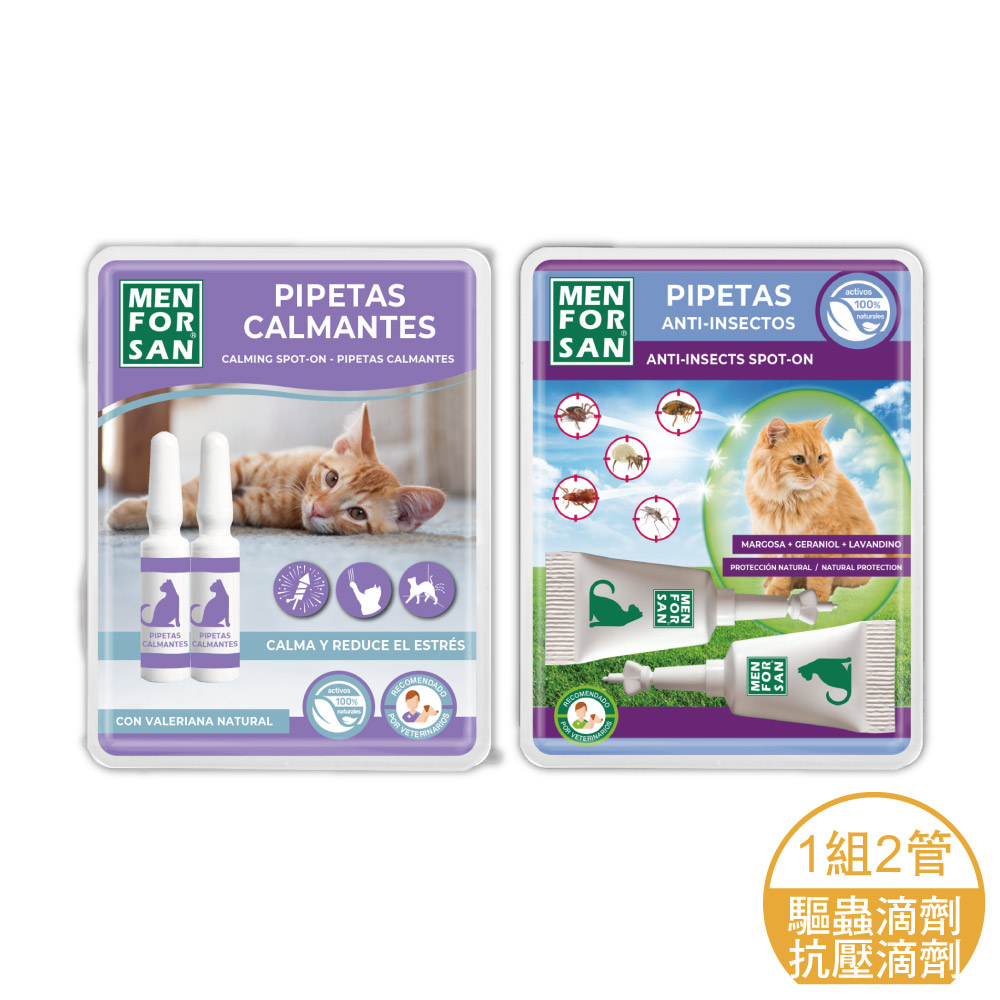 MEN
FOR
SAN®
PIPETAS
CALMANTES
CALMING SPOT-ON - PIPETAS CALMANTES
PIPETAS
CALMANTES
PIPETAS
CALMANTES
CALMA Y REDUCE EL ESTRÉS
CON VALERIANA NATURAL
activos
100%
naturales
RECOMENDADO
POR VETERINARIOS
MEN
FOR
SAN®
PIPETAS
ANTI-INSECTOS
activos
100%
naturales
ANTI-INSECTS SPOT-ON
MARGOSA + GERANIOL + LAVANDINO
PROTECCIÓN NATURAL / NATURAL PROTECTION
MEN
FOR
SAN
MEN
FOR
SAN
RECOMENDADO
POR VETERINARIOS
1組2管
驅蟲滴劑
抗壓滴劑